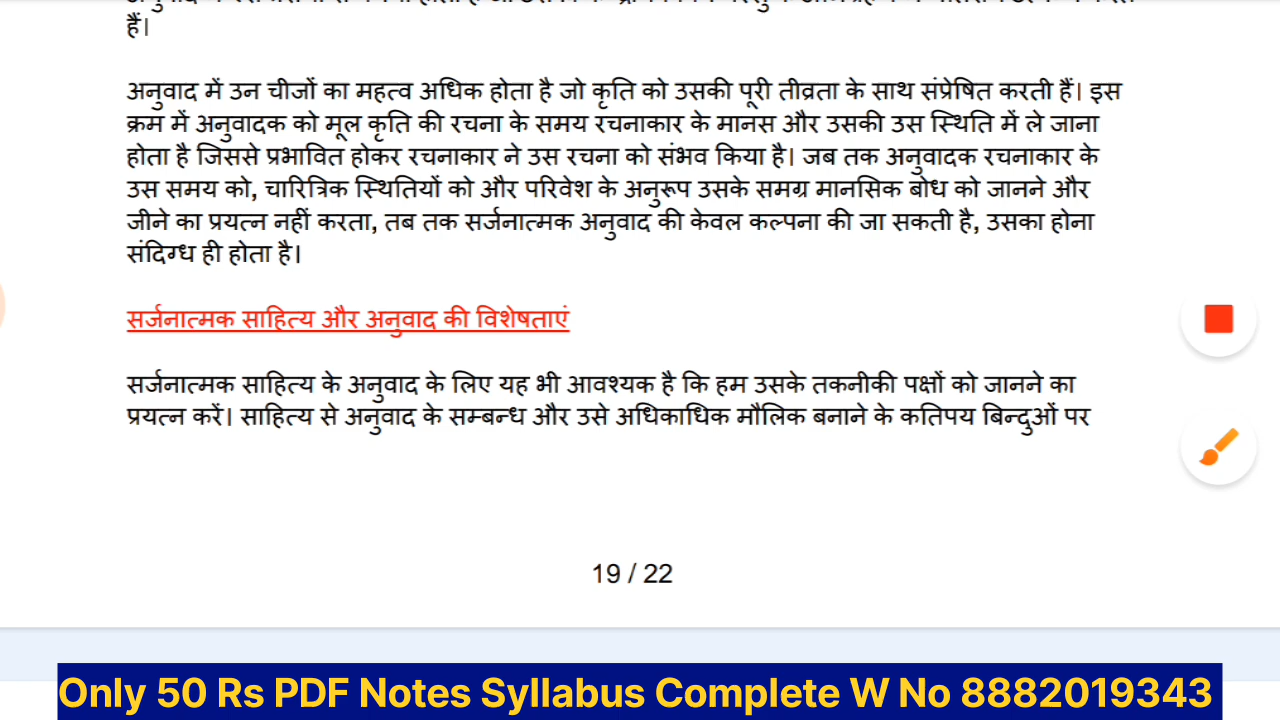 हैं।
अनुवाद में उन चीजों का महत्व अधिक होता है जो कृति को उसकी पूरी तीव्रता के साथ संप्रेषित करती हैं। इस
क्रम में अनुवादक को मूल कृति की रचना के समय रचनाकार के मानस और उसकी उस स्थिति में ले जाना
होता है जिससे प्रभावित होकर रचनाकार ने उस रचना को संभव किया है। जब तक अनुवादक रचनाकार के
उस समय को, चारित्रिक स्थितियों को और परिवेश के अनुरूप उसके समग्र मानसिक बोध को जानने और
जीने का प्रयत्न नहीं करता, तब तक सर्जनात्मक अनुवाद की केवल कल्पना की जा सकती है, उसका होना
संदिग्ध ही होता है।
सर्जनात्मक साहित्य और अनुवाद की विशेषताएं
सर्जनात्मक साहित्य के अनुवाद के लिए यह भी आवश्यक है कि हम उसके तकनीकी पक्षों को जानने का
प्रयत्न करें। साहित्य से अनुवाद के सम्बन्ध और उसे अधिकाधिक मौलिक बनाने के कतिपय बिन्दुओं पर
19 / 22
Only 50 Rs PDF Notes Syllabus Complete W No 8882019343